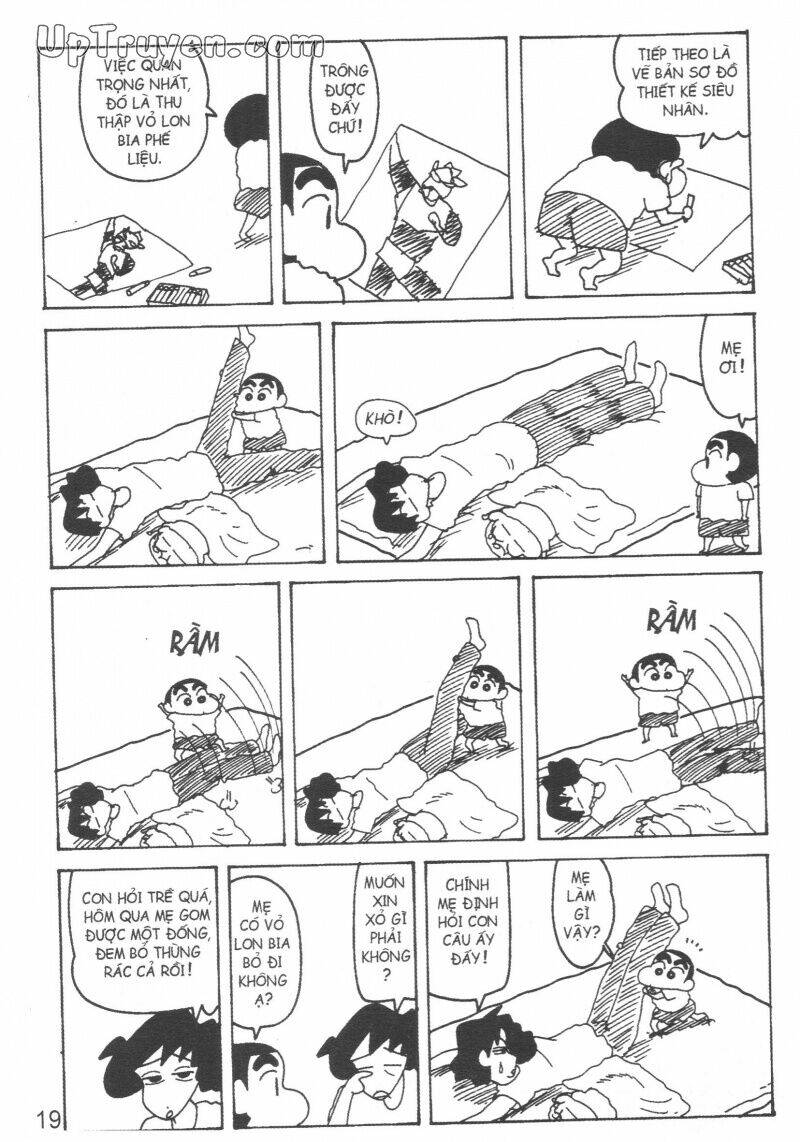 UpTruyen.com
TIẾP THEO LÀ
VẼ BẢN SƠ ĐỒ
THIẾT KẾ SIÊU
NHÂN.
TRÔNG
ĐƯỢC
ĐẤY
CHỨ!
VIỆC QUAN
TRỌNG NHẤT,
ĐÓ LÀ THU
THẬP VỎ LON
BIA PHẾ
LIỆU.
MẸ
ƠI!
KHÒ!
RẦM
RẦM
MẸ
LÀM
GÌ
VẬY?
CHÍNH
MẸ ĐỊNH
HỎI CON
CÂU ẤY
ĐẤY!
MUỐN
XIN
XỎ GÌ
PHẢI
KHÔNG
?
MẸ
CÓ VỎ
LON BIA
BỎ ĐI
KHÔNG
Ạ?
CON HỎI TRỄ QUÁ,
HÔM QUA MẸ GOM
ĐƯỢC MỘT ĐỐNG,
ĐEM BỎ THÙNG
RÁC CẢ RỒI!
19